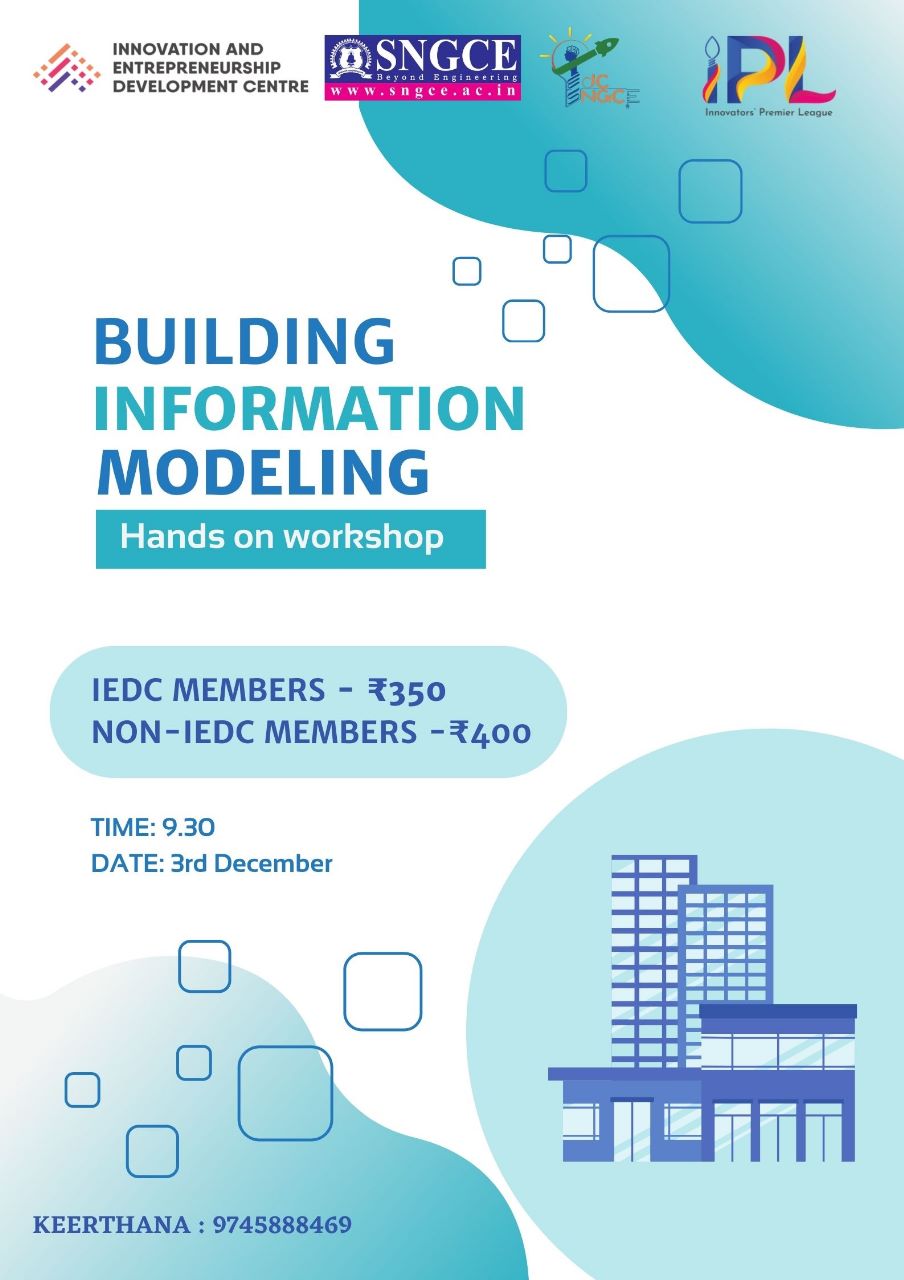 INNOVATION AND
ENTREPRENEURSHIP
DEVELOPMENT CENTRE
SNGCE
Beyond Engineering
www.sngce.ac.in
iPL
Innovators' Premier League
BUILDING
INFORMATION
MODELING
Hands on workshop
IEDC MEMBERS - ₹350
NON-IEDC MEMBERS -₹400
TIME: 9.30
DATE: 3rd December
KEERTHANA : 9745888469